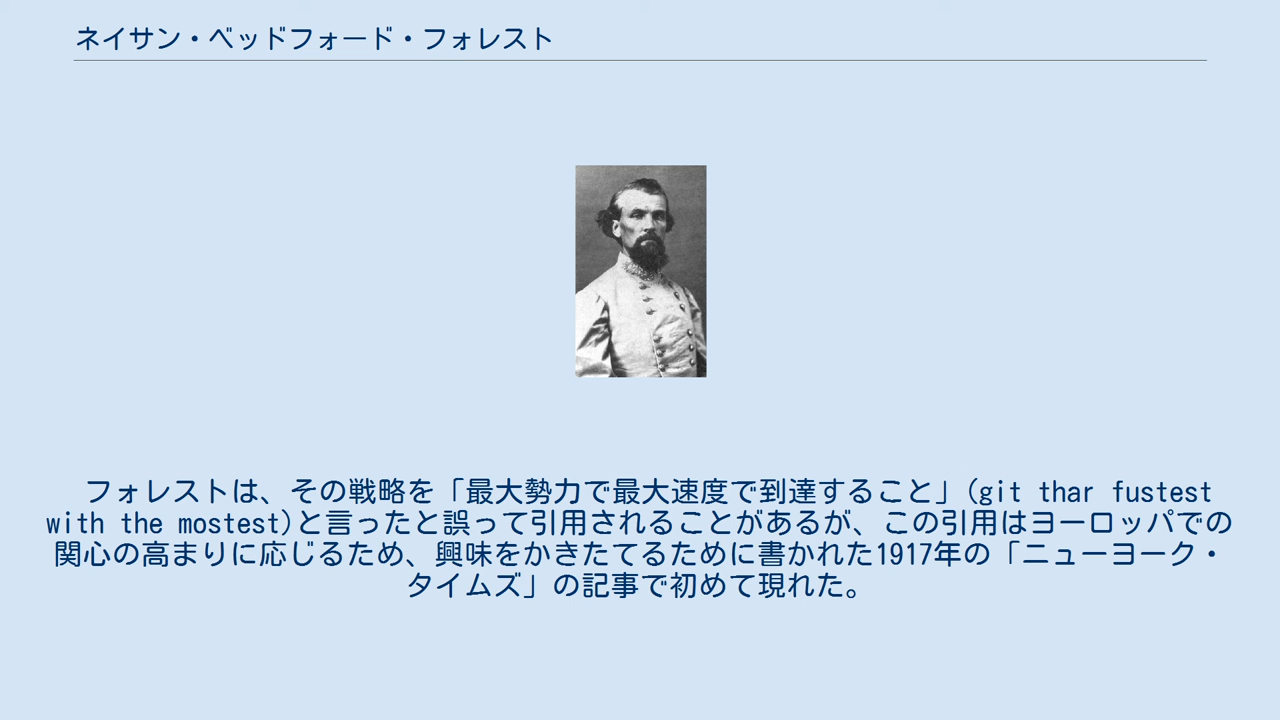 ネイサン・ベッドフォード・フォレスト
フォレストは、その戦略を「最大勢力で最大速度で到達すること」(git thar fustest
with the mostest)と言ったと誤って引用されることがあるが、この引用はヨーロッパでの
関心の高まりに応じるため、興味をかきたてるために書かれた1917年の「ニューヨーク・
タイムズ」の記事で初めて現れた。